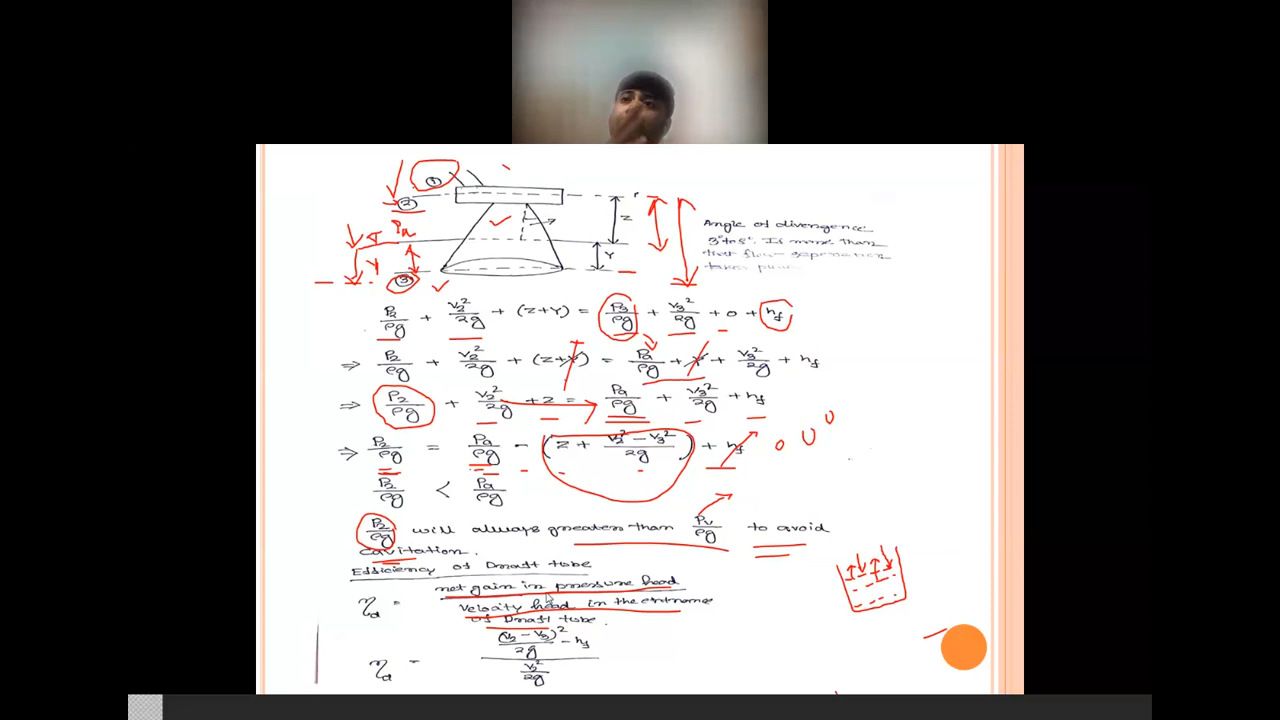 ①
②
Pa
Z
Y
Y
③
Angle of divergence
3° to 8°. Is more than
flow seperation
takes
P₂/ρg + V₂²/2g + (Z+Y) = P₃/ρg + V₃²/2g + 0 + hf
⇒ P₂/ρg + V₂²/2g + (Z+Y) = Pa/ρg + Y + V₃²/2g + hf
⇒ P₂/ρg + V₂²/2g + Z = Pa/ρg + V₃²/2g + hf
⇒ P₂/ρg = Pa/ρg - (Z + V₂² - V₃²/2g) + hf
P₂/ρg < Pa/ρg
P₂/ρg will always greater than Pv/ρg to avoid
cavitation.
Efficiency of Draft tube
ηd = net gain in pressure head
velocity head in the entrance
of Draft tube.
ηd = (V₂ - V₃)²/2g - hf
V₂²/2g